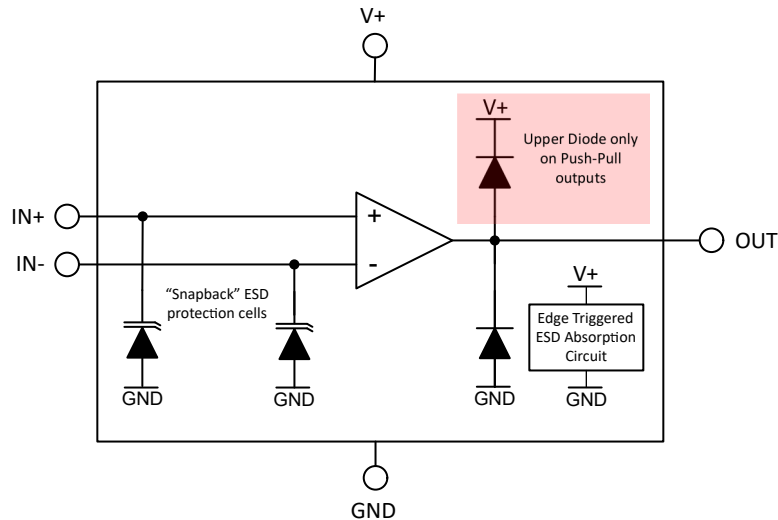 V+
V+
Upper Diode only
on Push-Pull
outputs
IN+
+
OUT
IN-
-
V+
"Snapback" ESD
protection cells
Edge Triggered
ESD Absorption
Circuit
GND
GND
GND
GND
GND